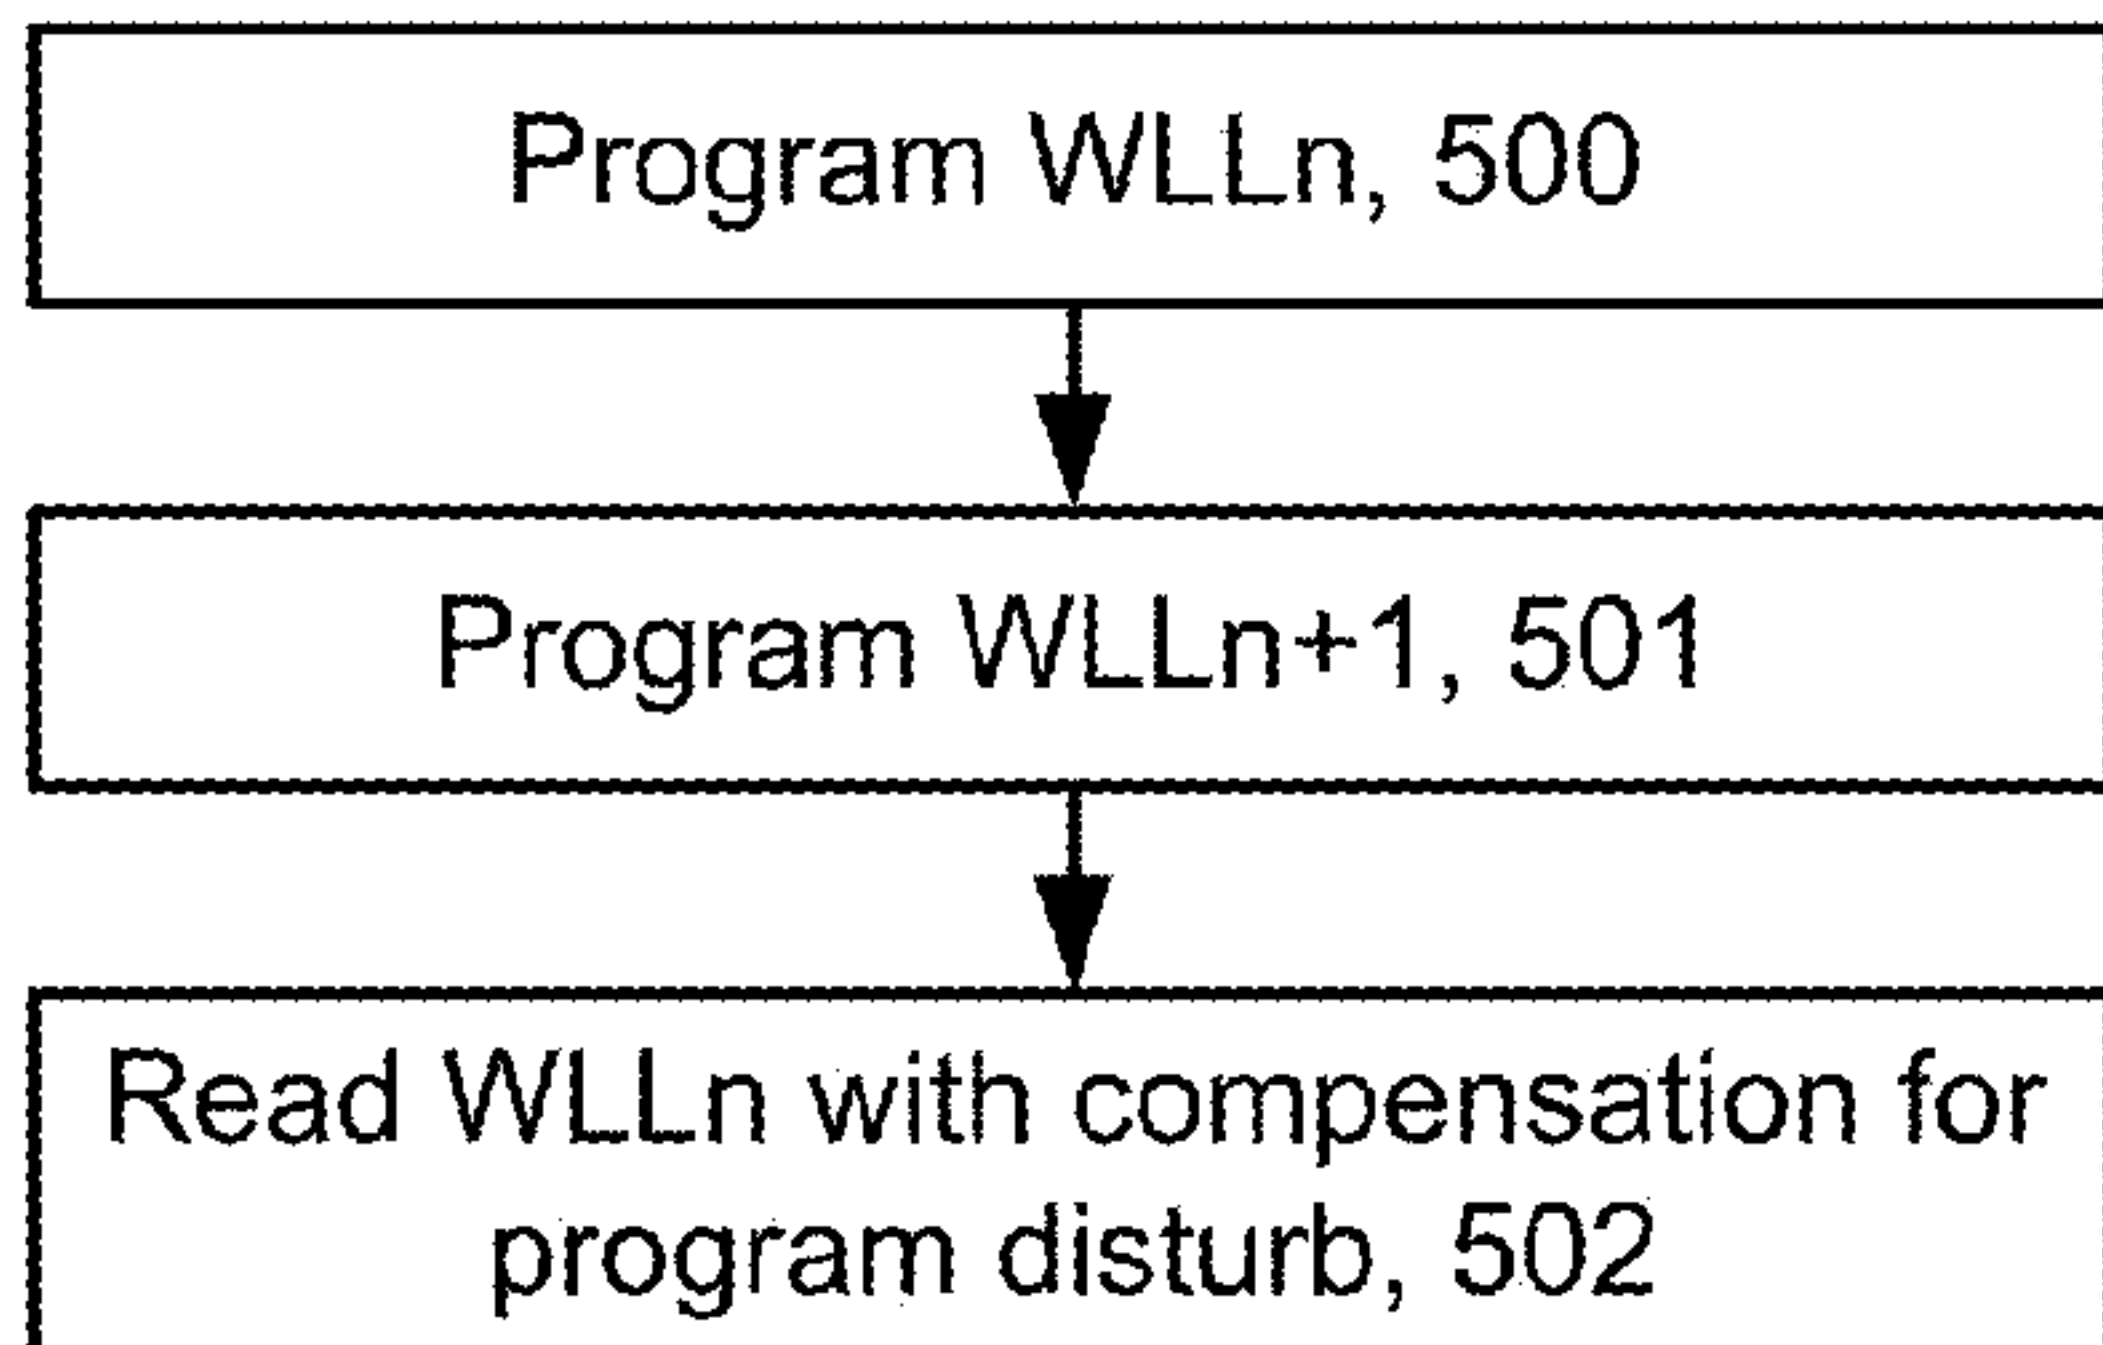 Program WLLn, 500
Program WLLn+1, 501
Read WLLn with compensation for
program disturb, 502